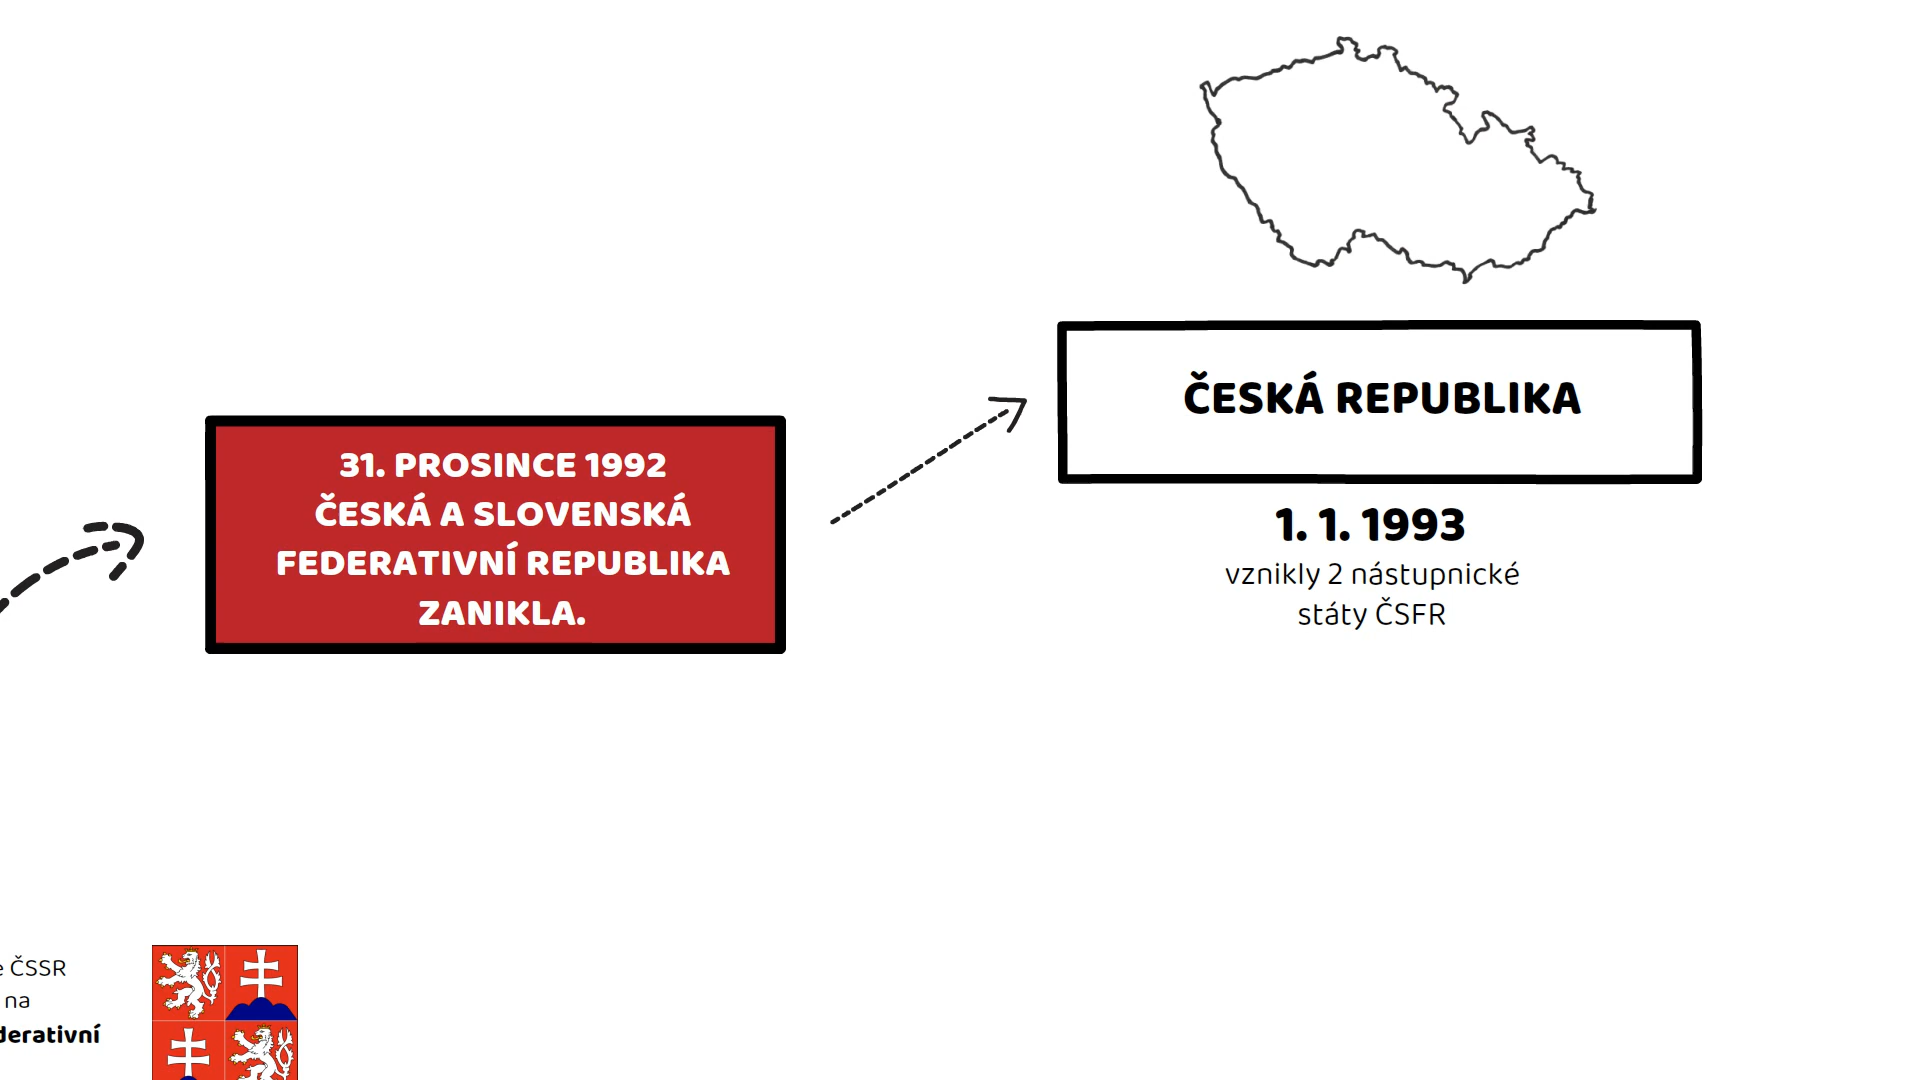 ČESKÁ REPUBLIKA
31. PROSINCE 1992
ČESKÁ A SLOVENSKÁ
FEDERATIVNÍ REPUBLIKA
ZANIKLA.
1. 1. 1993
vznikly 2 nástupnické
státy ČSFR
ČSSR
na